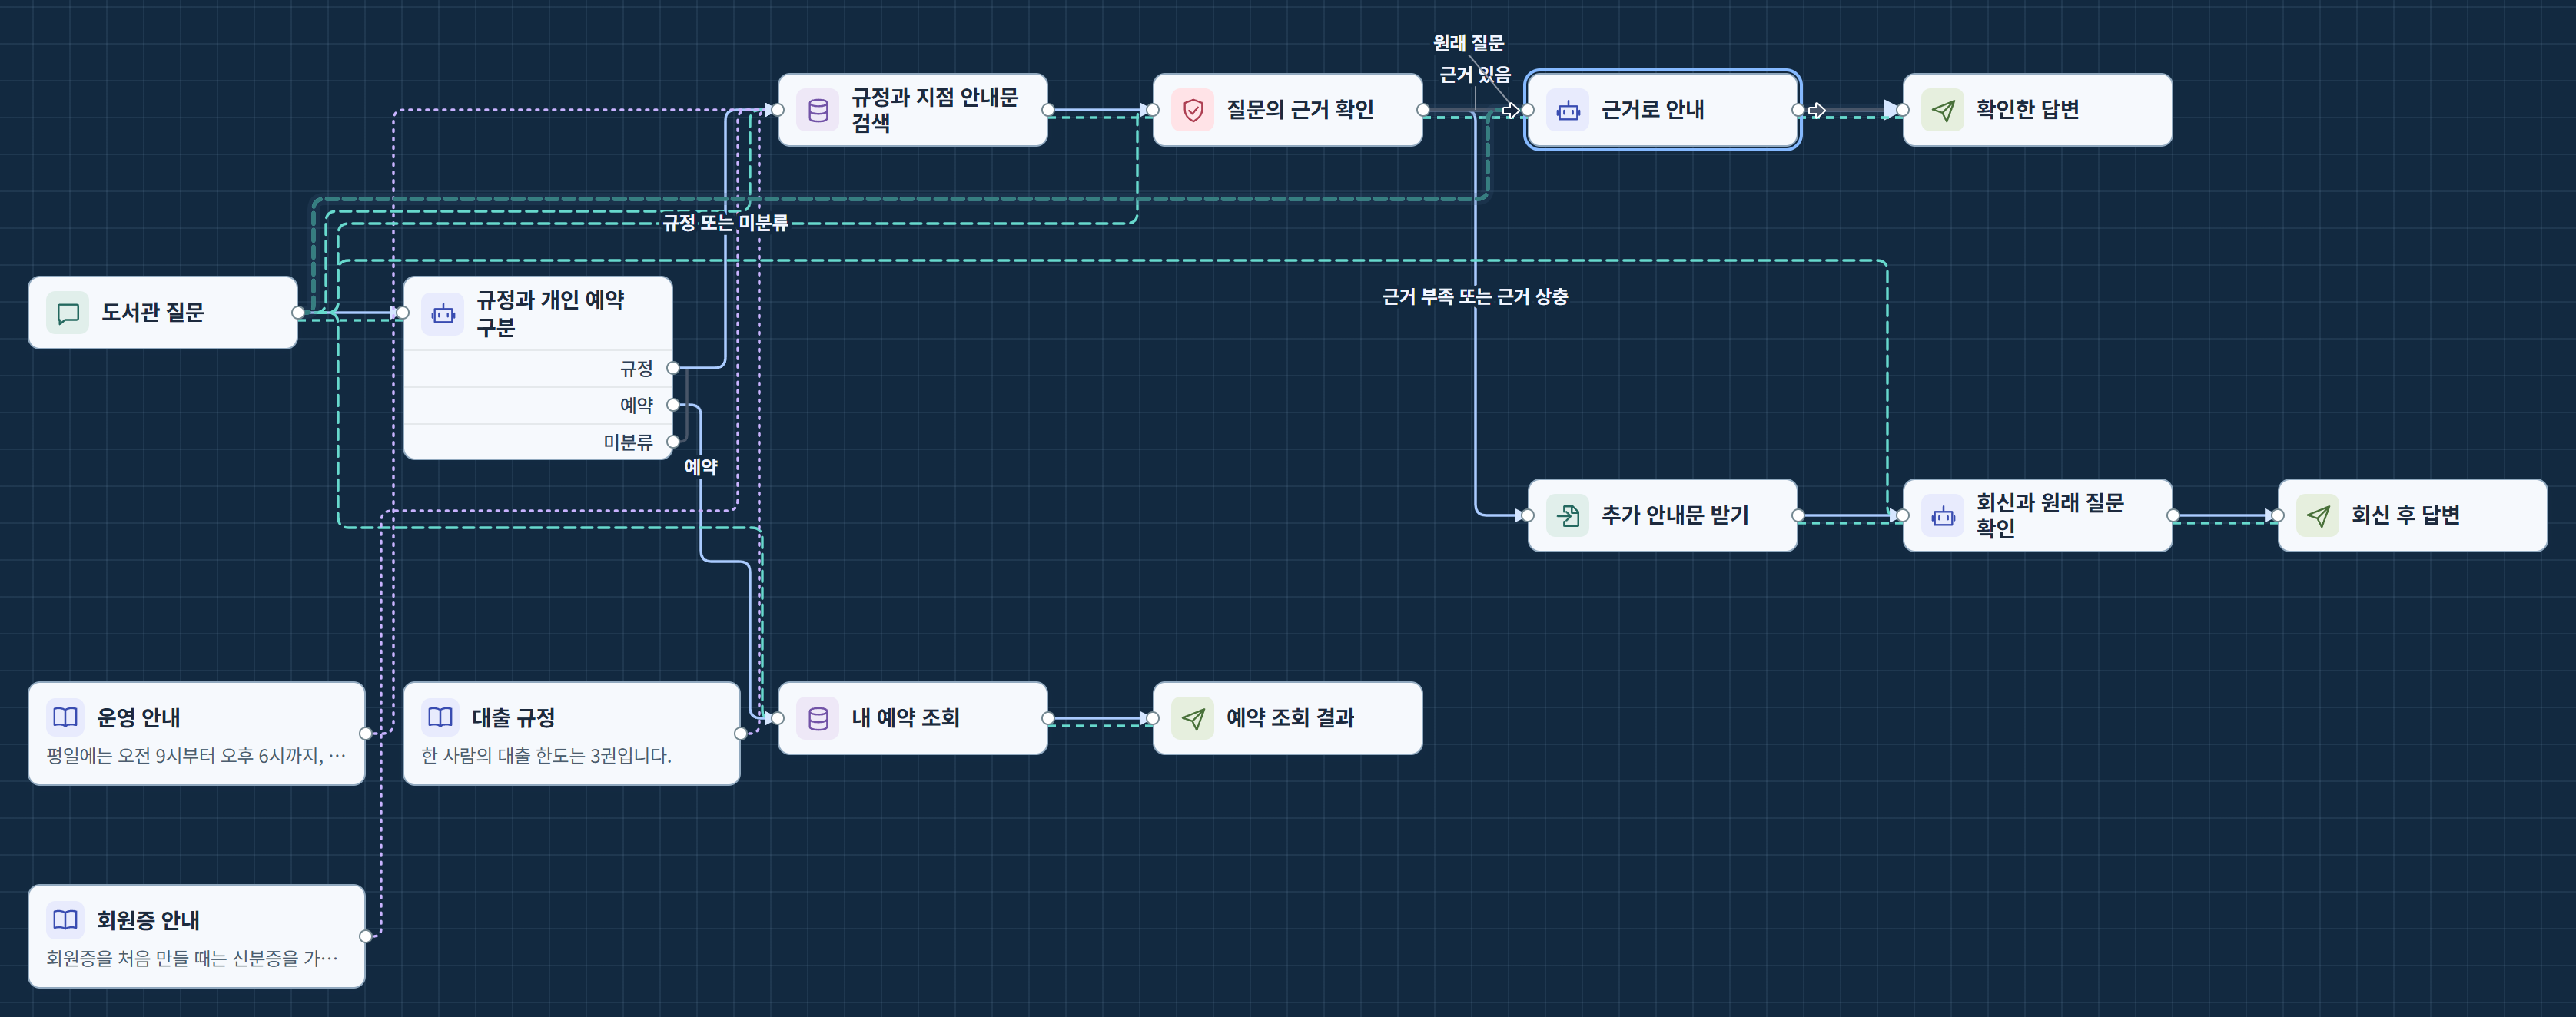 원래 질문
근거 있음
규정과 지점 안내문
검색
질문의 근거 확인
근거로 안내
확인한 답변
규정 또는 미분류
도서관 질문
규정과 개인 예약
구분
규정
예약
미분류
근거 부족 또는 근거 상충
예약
추가 안내문 받기
회신과 원래 질문
확인
회신 후 답변
운영 안내
평일에는 오전 9시부터 오후 6시까지, ⋯
대출 규정
한 사람의 대출 한도는 3권입니다.
내 예약 조회
예약 조회 결과
회원증 안내
회원증을 처음 만들 때는 신분증을 가⋯